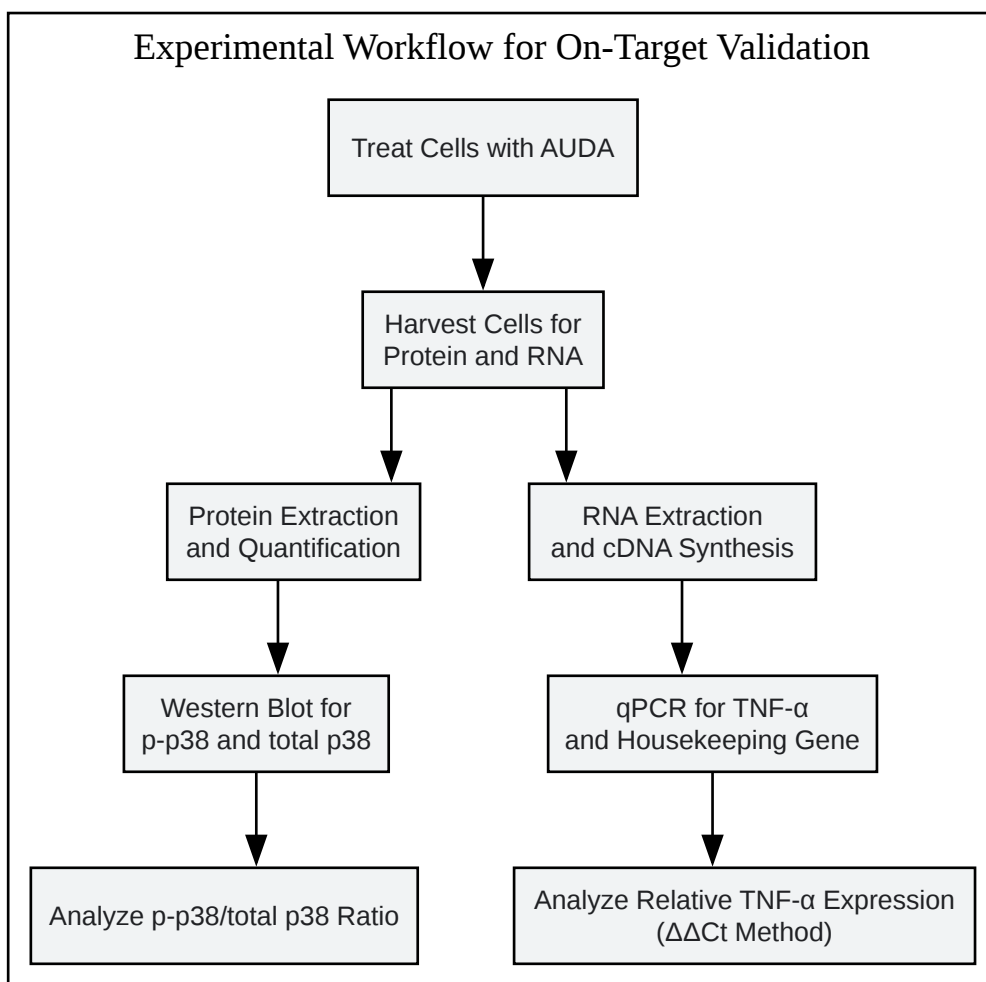 Experimental Workflow for On-Target Validation
Treat Cells with AUDA
Harvest Cells for
Protein and RNA
Protein Extraction
and Quantification
RNA Extraction
and cDNA Synthesis
Western Blot for
p-p38 and total p38
qPCR for TNF-α
and Housekeeping Gene
Analyze p-p38/total p38 Ratio
Analyze Relative TNF-α Expression
(ΔΔCt Method)